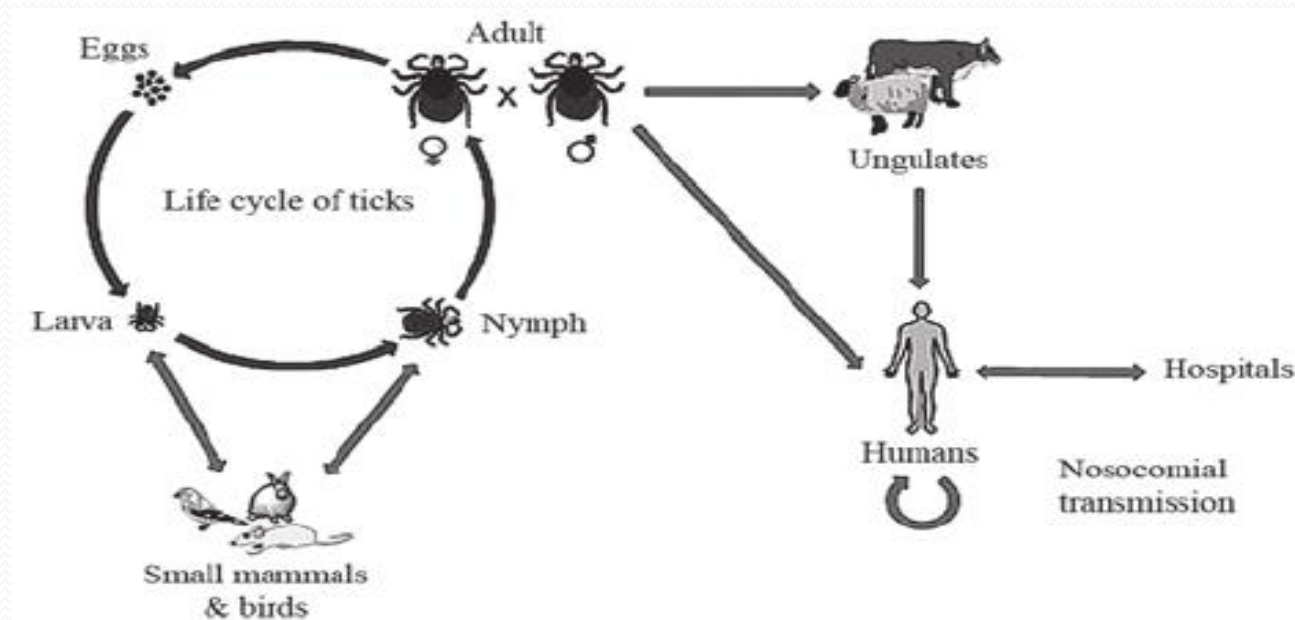 Eggs
Adult
X
Ungulates
Life cycle of ticks
Larva
Nymph
Hospitals
Humans
Nosocomial
transmission
Small mammals
& birds